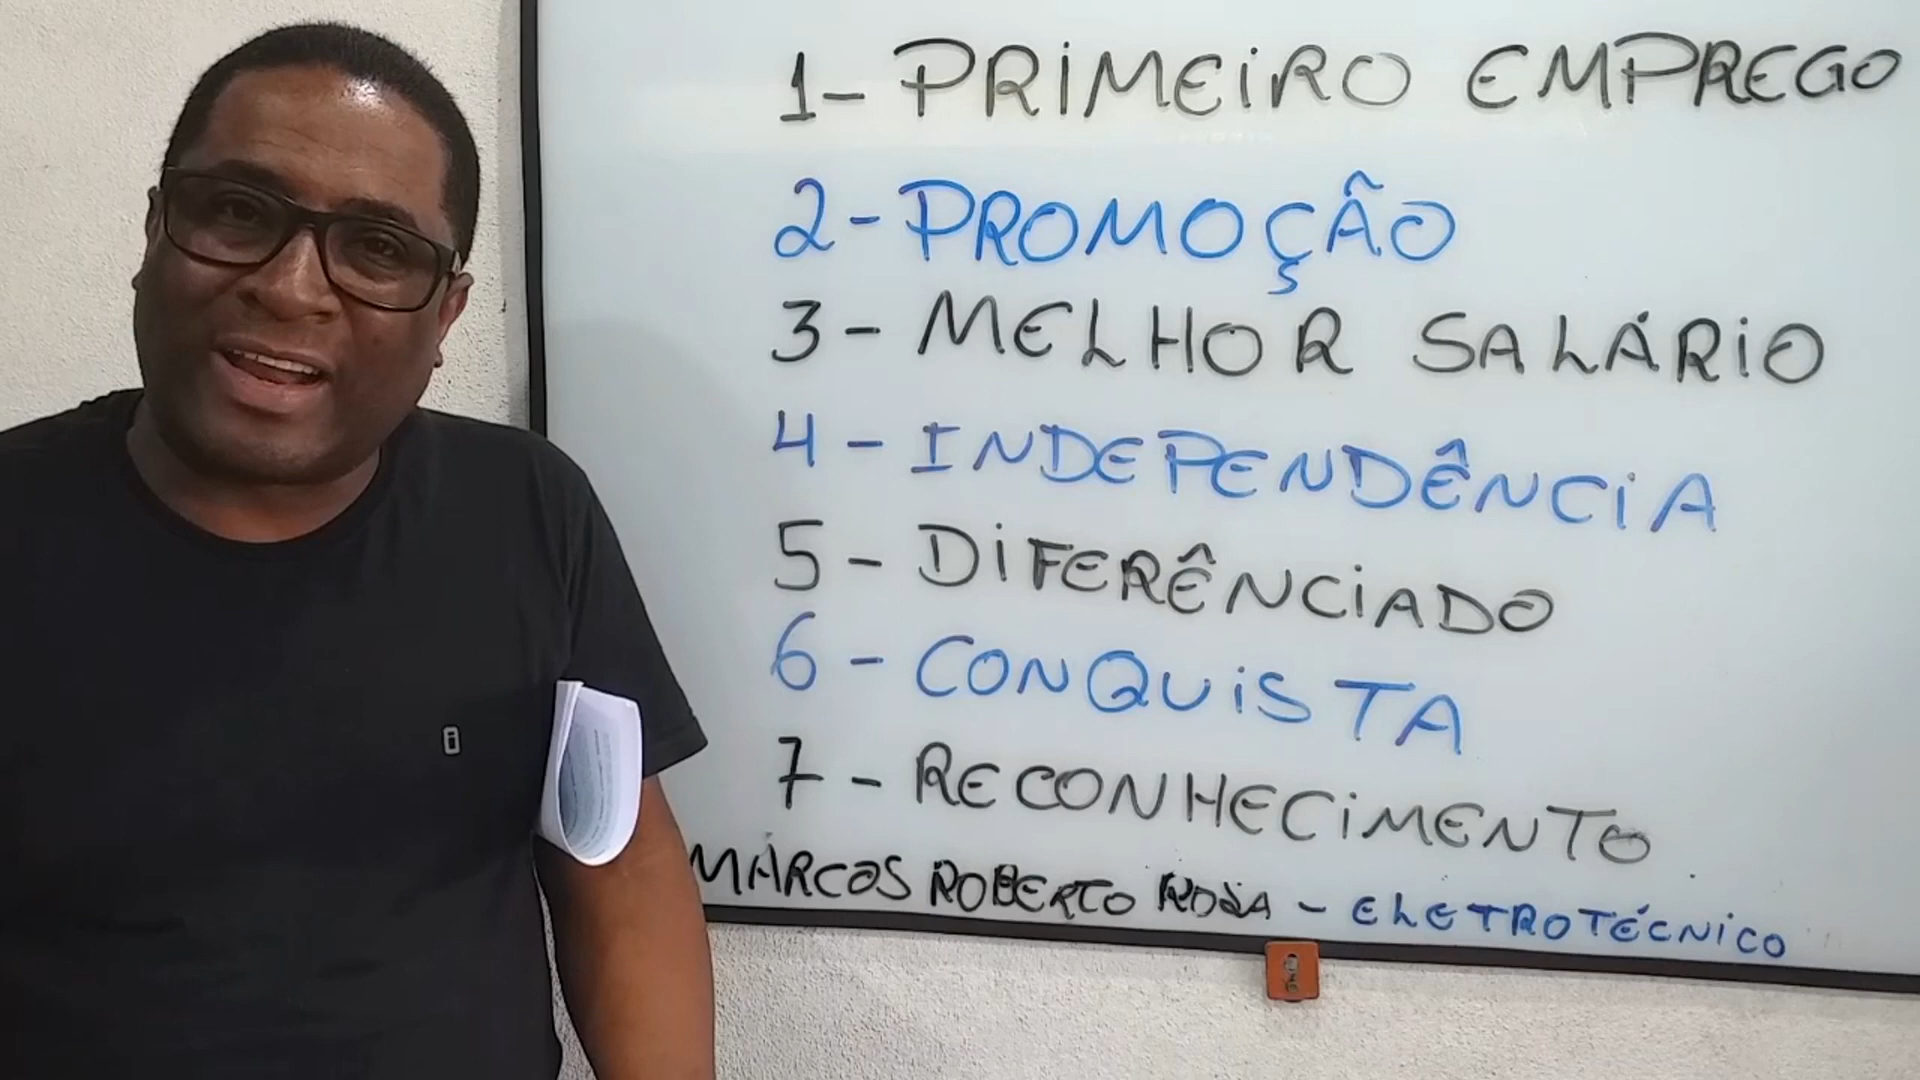 1- PRIMEIRO EMPREGO
2- PROMOÇÃO
3- MELHOR SALÁRIO
4- INDEPENDÊNCIA
5- DIFERÊNCIADO
6- CONQUISTA
7- RECONHECIMENTO
MÁRCOS ROBERTO ROSA - ELETROTÉCNICO